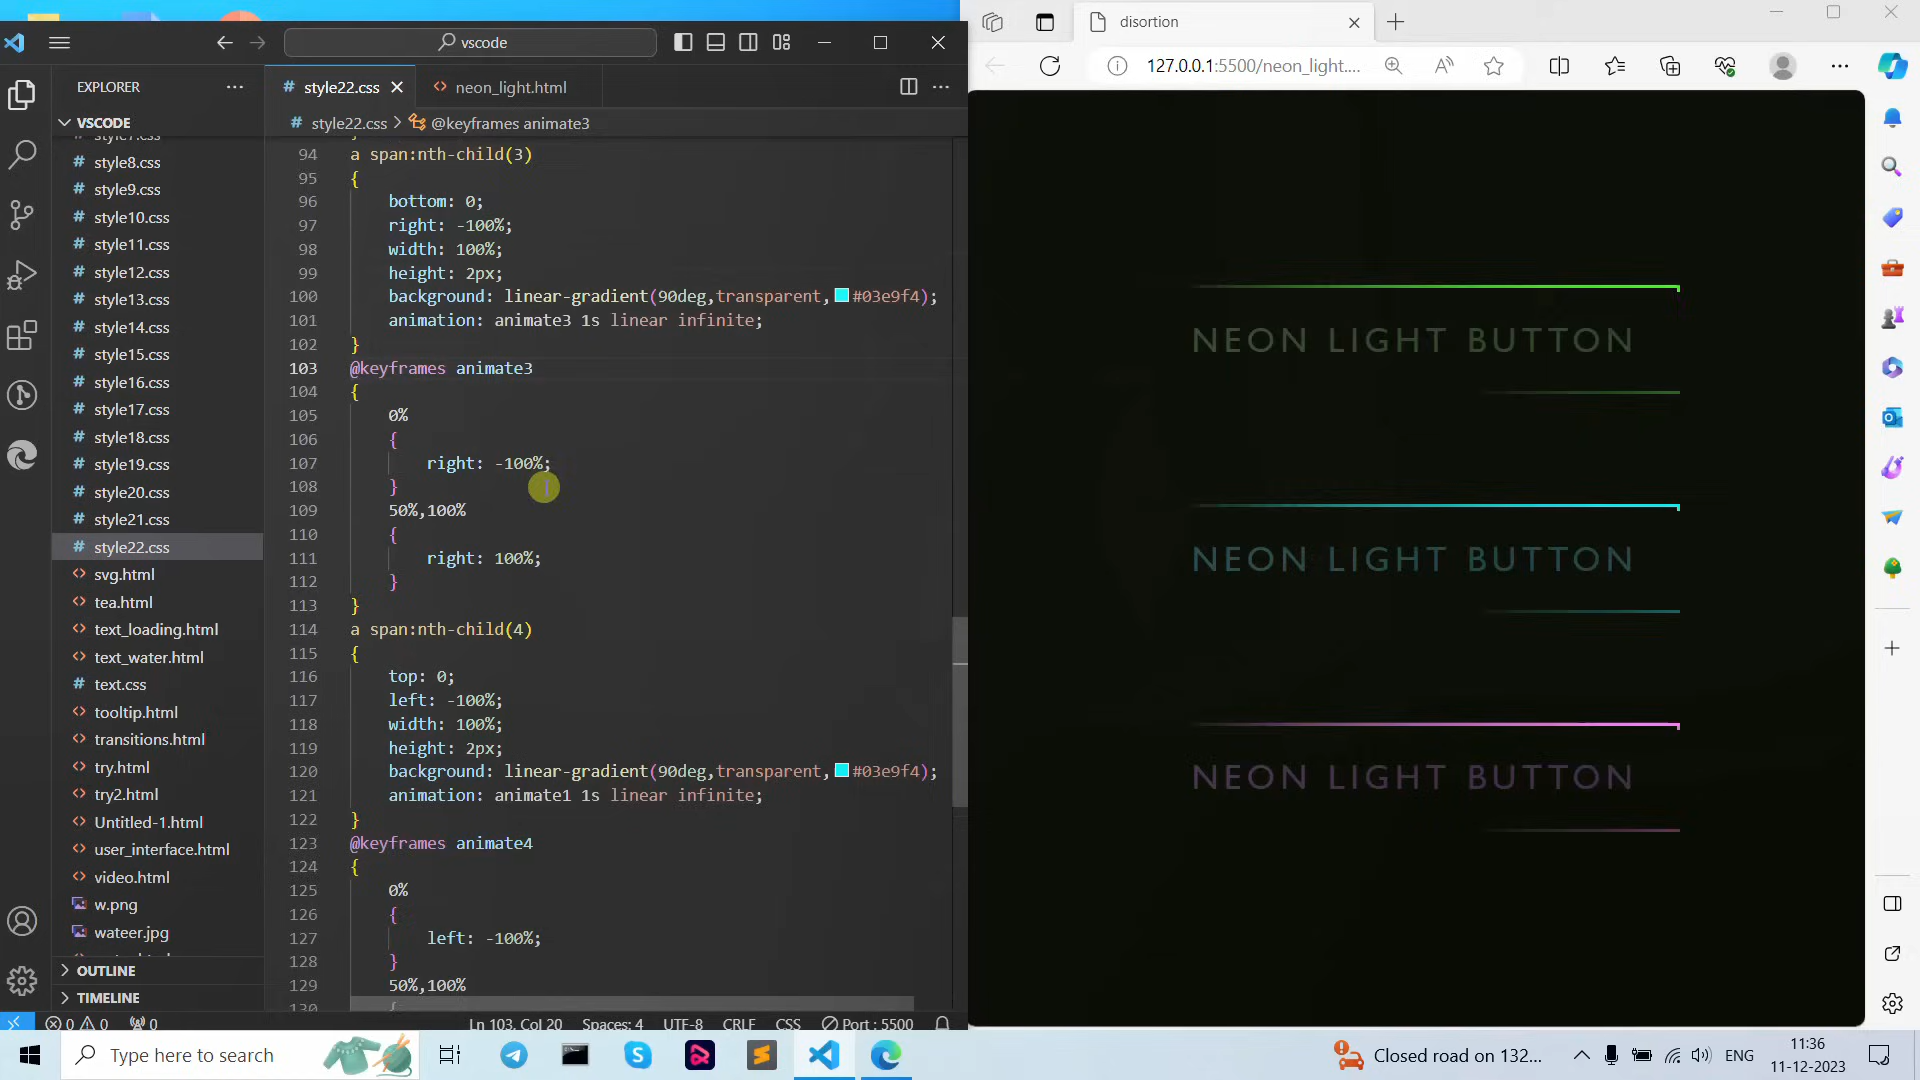 vscode
EXPLORER
VSCODE
style7.css
style8.css
style9.css
style10.css
style11.css
style12.css
style13.css
style14.css
style15.css
style16.css
style17.css
style18.css
style19.css
style20.css
style21.css
style22.css
svg.html
tea.html
text_loading.html
text_water.html
text.css
tooltip.html
transitions.html
try.html
try2.html
Untitled-1.html
user_interface.html
video.html
w.png
wateer.jpg
OUTLINE
TIMELINE
style22.css
neon_light.html
style22.css > @keyframes animate3
94 a span:nth-child(3)
95 {
96 bottom: 0;
97 right: -100%;
98 width: 100%;
99 height: 2px;
100 background: linear-gradient(90deg,transparent,#03e9f4);
101 animation: animate3 1s linear infinite;
102 }
103 @keyframes animate3
104 {
105 0%
106 {
107 right: -100%;
108 }
109 50%,100%
110 {
111 right: 100%;
112 }
113 }
114 a span:nth-child(4)
115 {
116 top: 0;
117 left: -100%;
118 width: 100%;
119 height: 2px;
120 background: linear-gradient(90deg,transparent,#03e9f4);
121 animation: animate1 1s linear infinite;
122 }
123 @keyframes animate4
124 {
125 0%
126 {
127 left: -100%;
128 }
129 50%,100%
130 {
0 0 0
Ln 103, Col 20 Spaces: 4 UTF-8 CRLF CSS Port : 5500
disortion
127.0.0.1:5500/neon_light....
NEON LIGHT BUTTON
NEON LIGHT BUTTON
NEON LIGHT BUTTON
Type here to search
Closed road on 132...
ENG
11:36
11-12-2023